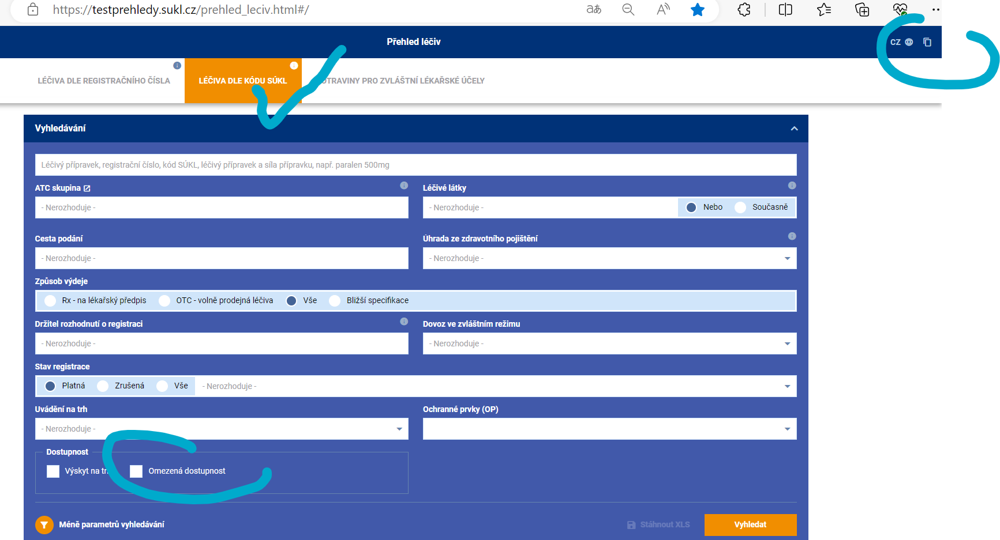 https://testprehledy.sukl.cz/prehled_leciv.html#/
Přehled léčiv
CZ
LÉČIVA DLE REGISTRAČNÍHO ČÍSLA
LÉČIVA DLE KÓDU SÚKL
PRO ZVLÁŠTNÍ LÉKAŘSKÉ ÚČELY
Vyhledávání
Léčivý přípravek, registrační číslo, kód SÚKL, léčivý přípravek a síla přípravku, např. paralen 500mg
ATC skupina
Léčivé látky
- Nerozhoduje -
- Nerozhoduje -
Nebo
Současně
Cesta podání
Úhrada ze zdravotního pojištění
- Nerozhoduje -
- Nerozhoduje -
Způsob výdeje
Rx - na lékařský předpis
OTC - volně prodejná léčiva
Vše
Bližší specifikace
Držitel rozhodnutí o registraci
Dovoz ve zvláštním režimu
- Nerozhoduje -
- Nerozhoduje -
Stav registrace
Platná
Zrušená
Vše
- Nerozhoduje -
Uvádění na trh
Ochranné prvky (OP)
- Nerozhoduje -
Dostupnost
Výskyt na
Omezená dostupnost
Méně parametrů vyhledávání
Stáhnout XLS
Vyhledat